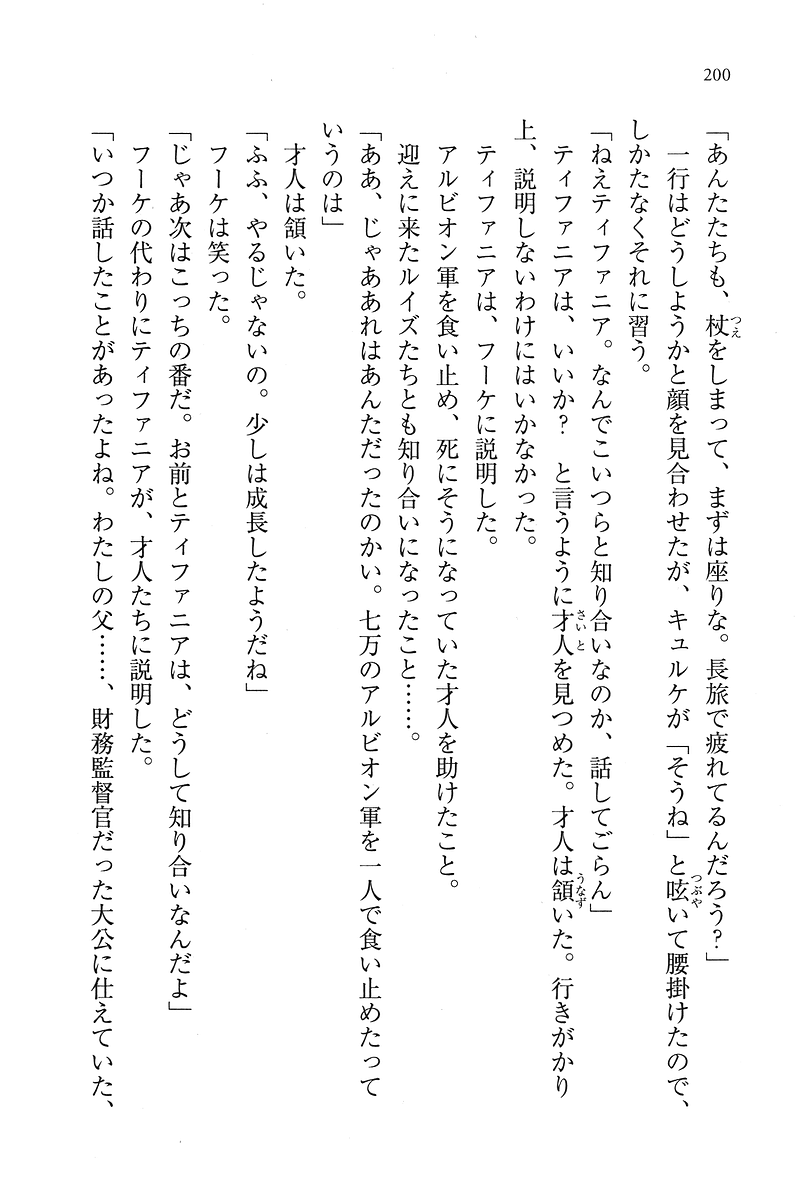 200
「あんたたちも、杖をしまって、まずは座りな。長旅で疲れてるんだろう?」
一行はどうしようかと顔を見合わせたが、キュルケが「そうね」と呟いて腰掛けたので、
しかたなくそれに習う。
「ねえティファニア。なんでこいつらと知り合いなのか、話してごらん」
ティファニアは、いいか? と言うように才人を見つめた。才人は頷いた。行きがかり
上、説明しないわけにはいかなかった。
ティファニアは、フーケに説明した。
アルビオン軍を食い止め、死にそうになっていた才人を助けたこと。
迎えに来たルイズたちとも知り合いになったこと……。
「ああ、じゃああれはあんただったのかい。七万のアルビオン軍を一人で食い止めたって
いうのは」
才人は頷いた。
「ふふ、やるじゃないの。少しは成長したようだね」
フーケは笑った。
「じゃあ次はこっちの番だ。お前とティファニアは、どうして知り合いなんだよ」
フーケの代わりにティファニアが、才人たちに説明した。
「いつか話したことがあったよね。わたしの父……、財務監督官だった大公に仕えていた、